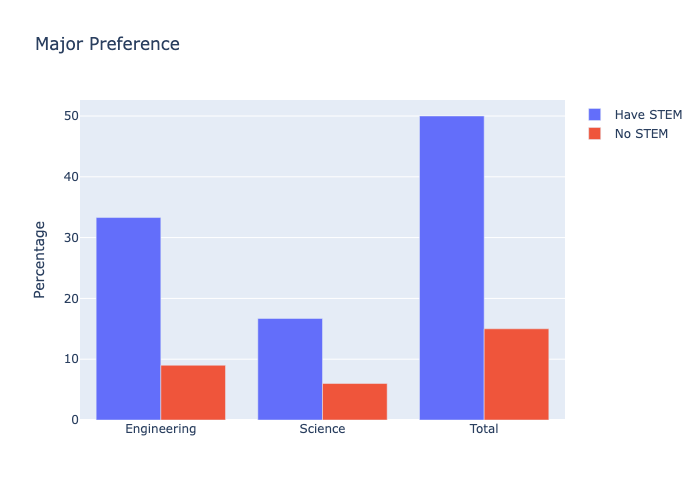 Major Preference
Have STEM
No STEM
Percentage
50
40
30
20
10
0
Engineering
Science
Total